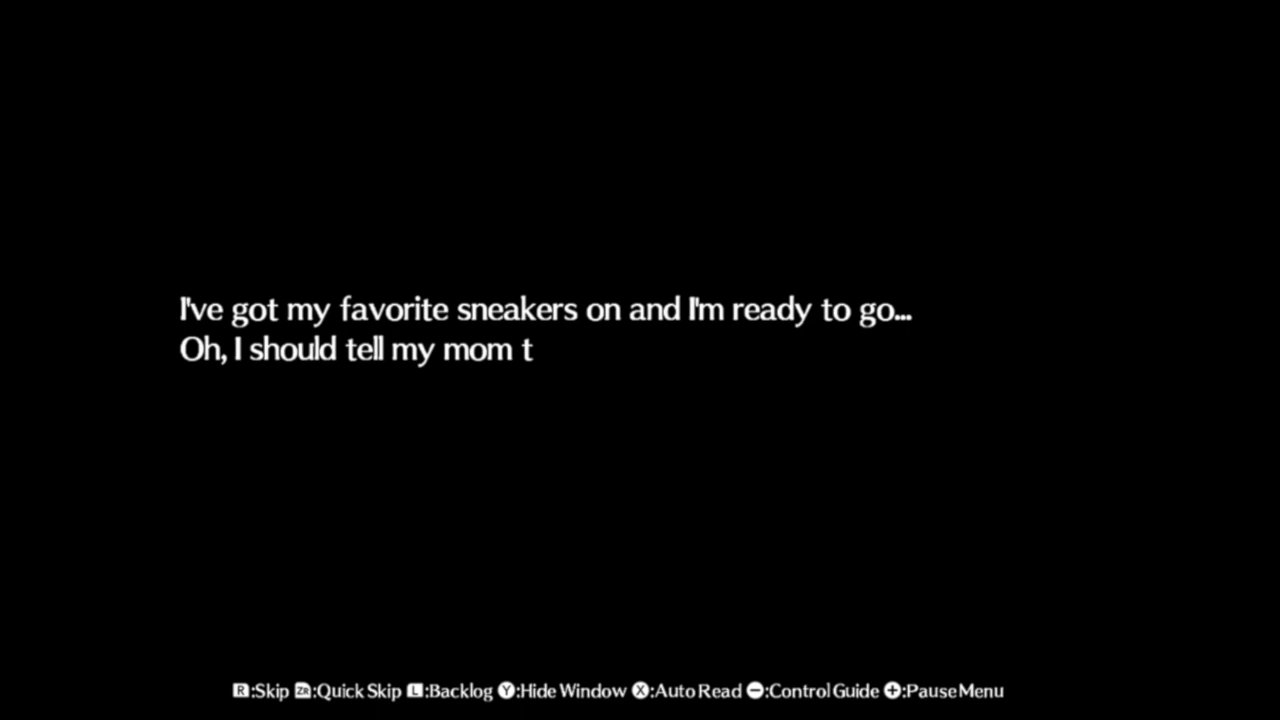 I've got my favorite sneakers on and I'm ready to go...
Oh, I should tell my mom t
R:Skip ZR:Quick Skip L:Backlog Y:Hide Window X:Auto Read -:Control Guide +:Pause Menu